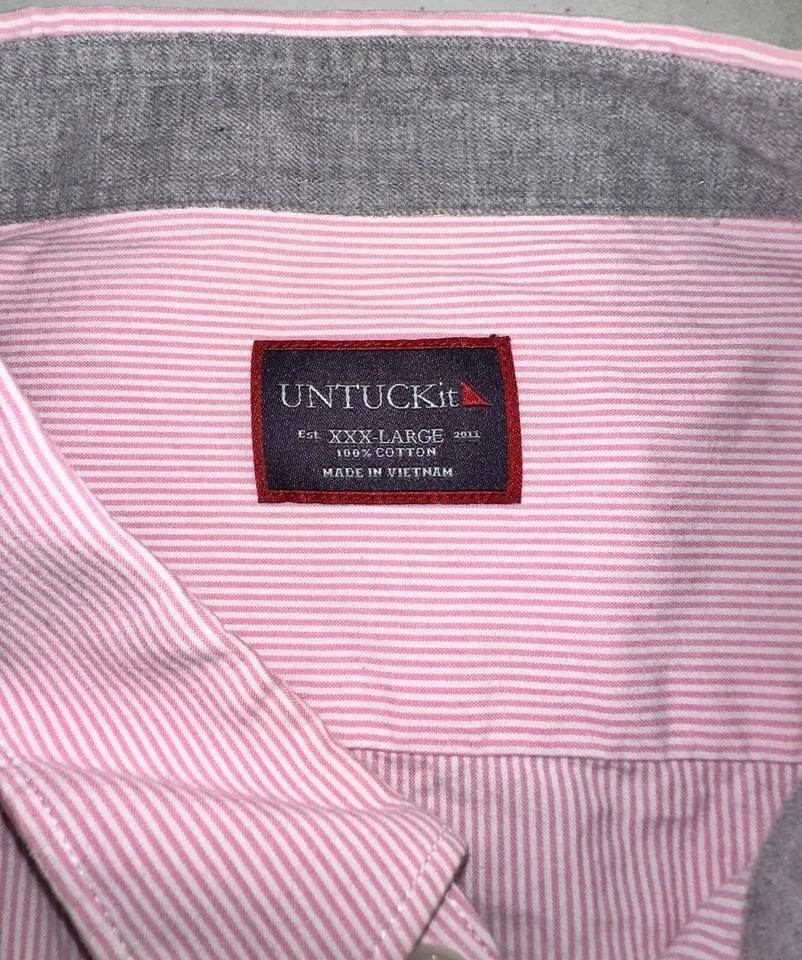 UNTUCKit
Est. XXX-LARGE 2011
100% COTTON
MADE IN VIETNAM